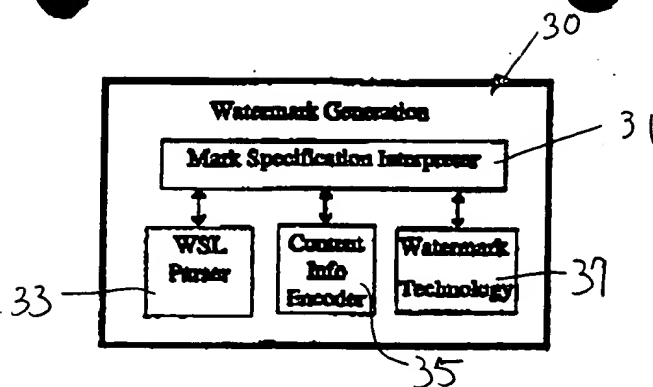 30
Watermark Generation
Mark Specification Interpreter
31
WSL
Parser
Content
Info
Encoder
Watermark
Technology
33
35
37